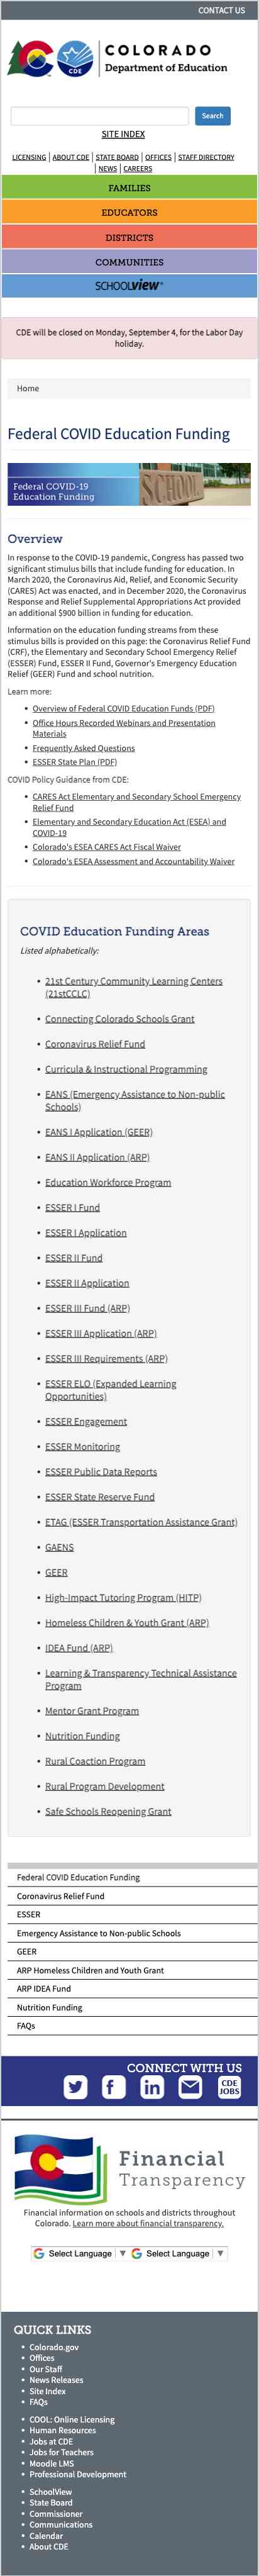 CONTACT US
COLORADO
CDE
Department of Education
Search
SITE INDEX
LICENSING | ABOUT CDE | STATE BOARD | OFFICES | STAFF DIRECTORY
| NEWS | CAREERS
FAMILIES
EDUCATORS
DISTRICTS
COMMUNITIES
SCHOOLVIEW®
CDE will be closed on Monday, September 4, for the Labor Day
holiday.
Home
Federal COVID Education Funding
Federal COVID-19
Education Funding
SCHOOL
Overview
In response to the COVID-19 pandemic, Congress has passed two
significant stimulus bills that include funding for education. In
March 2020, the Coronavirus Aid, Relief, and Economic Security
(CARES) Act was enacted, and in December 2020, the Coronavirus
Response and Relief Supplemental Appropriations Act provided
an additional $900 billion in funding for education.
Information on the education funding streams from these
stimulus bills is provided on this page: the Coronavirus Relief Fund
(CRF), the Elementary and Secondary School Emergency Relief
(ESSER) Fund, ESSER II Fund, Governor's Emergency Education
Relief (GEER) Fund and school nutrition.
Learn more:
• Overview of Federal COVID Education Funds (PDF)
• Office Hours Recorded Webinars and Presentation
Materials
• Frequently Asked Questions
• ESSER State Plan (PDF)
COVID Policy Guidance from CDE:
• CARES Act Elementary and Secondary School Emergency
Relief Fund
• Elementary and Secondary Education Act (ESEA) and
COVID-19
• Colorado's ESEA CARES Act Fiscal Waiver
• Colorado's ESEA Assessment and Accountability Waiver
COVID Education Funding Areas
Listed alphabetically:
• 21st Century Community Learning Centers
(21stCCLC)
• Connecting Colorado Schools Grant
• Coronavirus Relief Fund
• Curricula & Instructional Programming
• EANS (Emergency Assistance to Non-public
Schools)
• EANS I Application (GEER)
• EANS II Application (ARP)
• Education Workforce Program
• ESSER I Fund
• ESSER I Application
• ESSER II Fund
• ESSER II Application
• ESSER III Fund (ARP)
• ESSER III Application (ARP)
• ESSER III Requirements (ARP)
• ESSER ELO (Expanded Learning
Opportunities)
• ESSER Engagement
• ESSER Monitoring
• ESSER Public Data Reports
• ESSER State Reserve Fund
• ETAG (ESSER Transportation Assistance Grant)
• GAENS
• GEER
• High-Impact Tutoring Program (HITP)
• Homeless Children & Youth Grant (ARP)
• IDEA Fund (ARP)
• Learning & Transparency Technical Assistance
Program
• Mentor Grant Program
• Nutrition Funding
• Rural Coaction Program
• Rural Program Development
• Safe Schools Reopening Grant
Federal COVID Education Funding
Coronavirus Relief Fund
ESSER
Emergency Assistance to Non-public Schools
GEER
ARP Homeless Children and Youth Grant
ARP IDEA Fund
Nutrition Funding
FAQs
CONNECT WITH US
CDE
JOBS
Financial
Transparency
Financial information on schools and districts throughout
Colorado. Learn more about financial transparency.
Select Language ▼ Select Language ▼
QUICK LINKS
• Colorado.gov
• Offices
• Our Staff
• News Releases
• Site Index
• FAQs
• COOL: Online Licensing
• Human Resources
• Jobs at CDE
• Jobs for Teachers
• Moodle LMS
• Professional Development
• SchoolView
• State Board
• Commissioner
• Communications
• Calendar
• About CDE